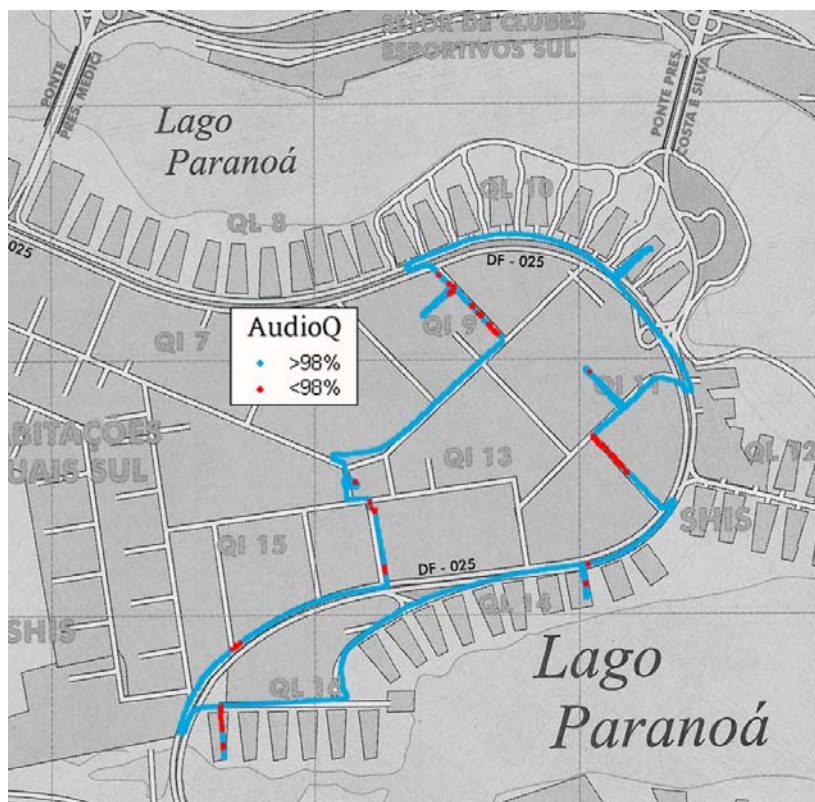 SETOR DE CLUBES
ESPORTIVOS SUL
PONTE
PRES. MEDICI
PONTE PRES.
COSTA E SILVA
Lago
Paranoá
QL 10
QL 8
025
DF - 025
AudioQ
>98%
<98%
QI 9
QI 7
QI 11
ABITAÇÕES
UAIS SUL
QI 13
QL 12
SHIS
QI 15
DF - 025
QL 14
SHIS
QL 16
Lago
Paranoá